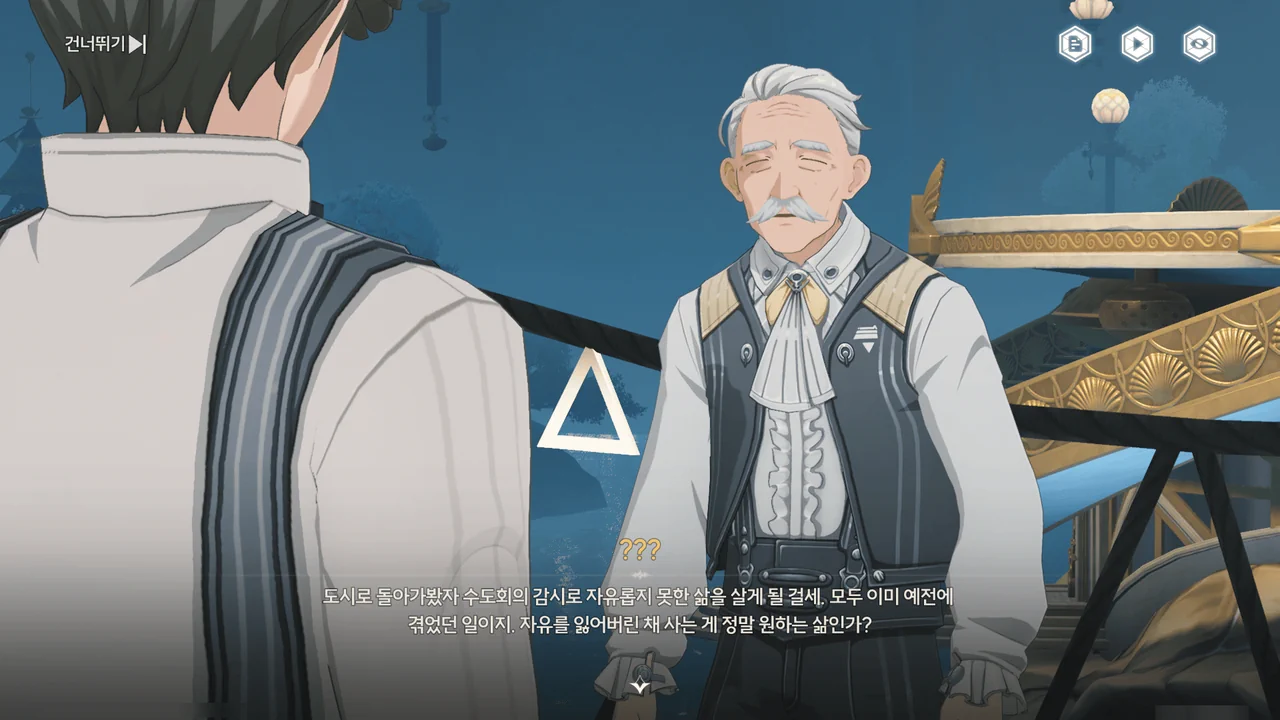 건너뛰기
???
도시로 돌아가봤자 수도회의 감시로 자유롭지 못한 삶을 살게 될 걸세. 모두 이미 예전에
겪었던 일이지. 자유를 잃어버린 채 사는 게 정말 원하는 삶인가?